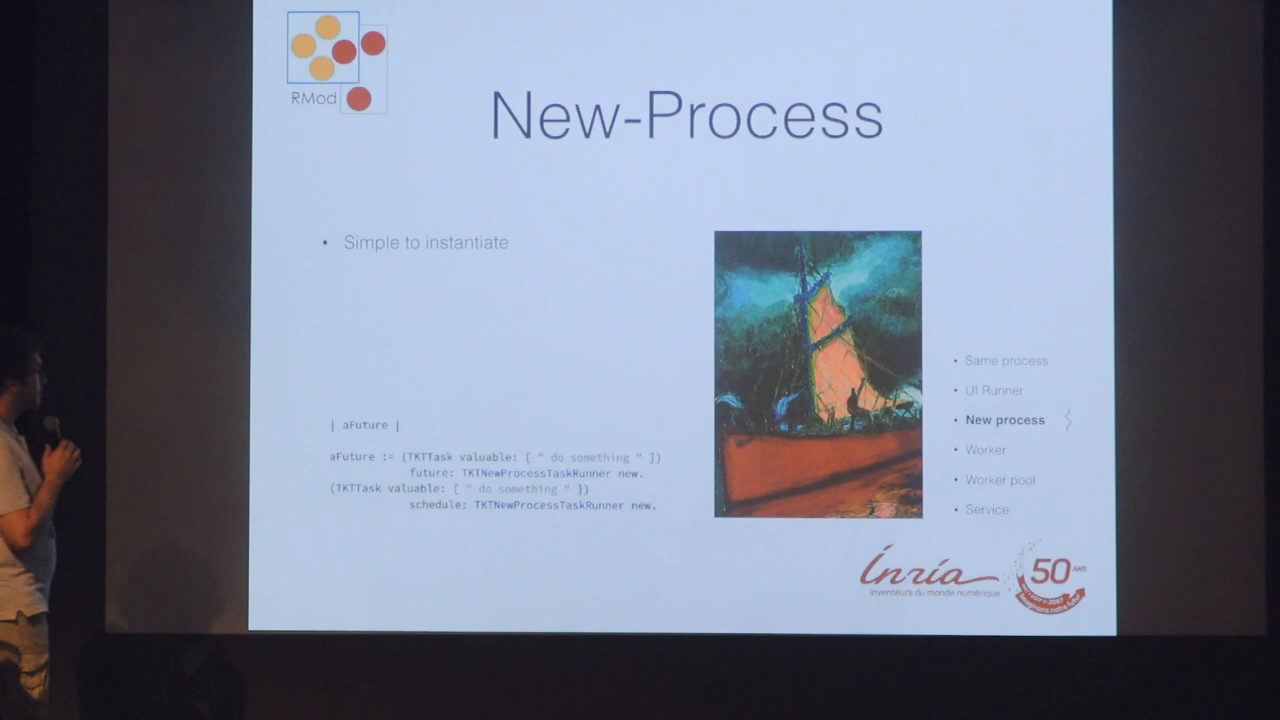 RMod
New-Process
• Simple to instantiate
| aFuture |
aFuture := (TKTTask valuable: [ " do something " ])
future: TKTNewProcessTaskRunner new.
(TKTTask valuable: [ " do something " ])
schedule: TKTNewProcessTaskRunner new.
• Same process
• UI Runner
• New process
• Worker
• Worker pool
• Service
Inria
inventeurs du monde numérique
50 ANS